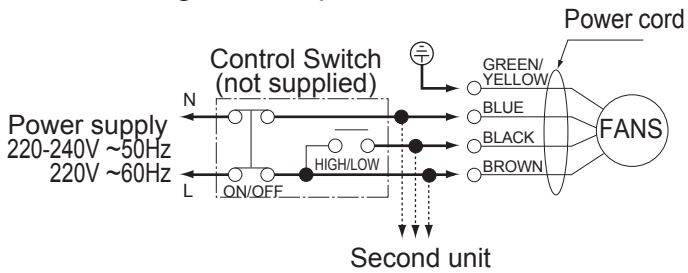 Power cord
Control Switch
(not supplied)
GREEN/
YELLOW
N
BLUE
Power supply
220-240V ~50Hz
220V ~60Hz
BLACK
FANS
HIGH/LOW
BROWN
L
ON/OFF
Second unit